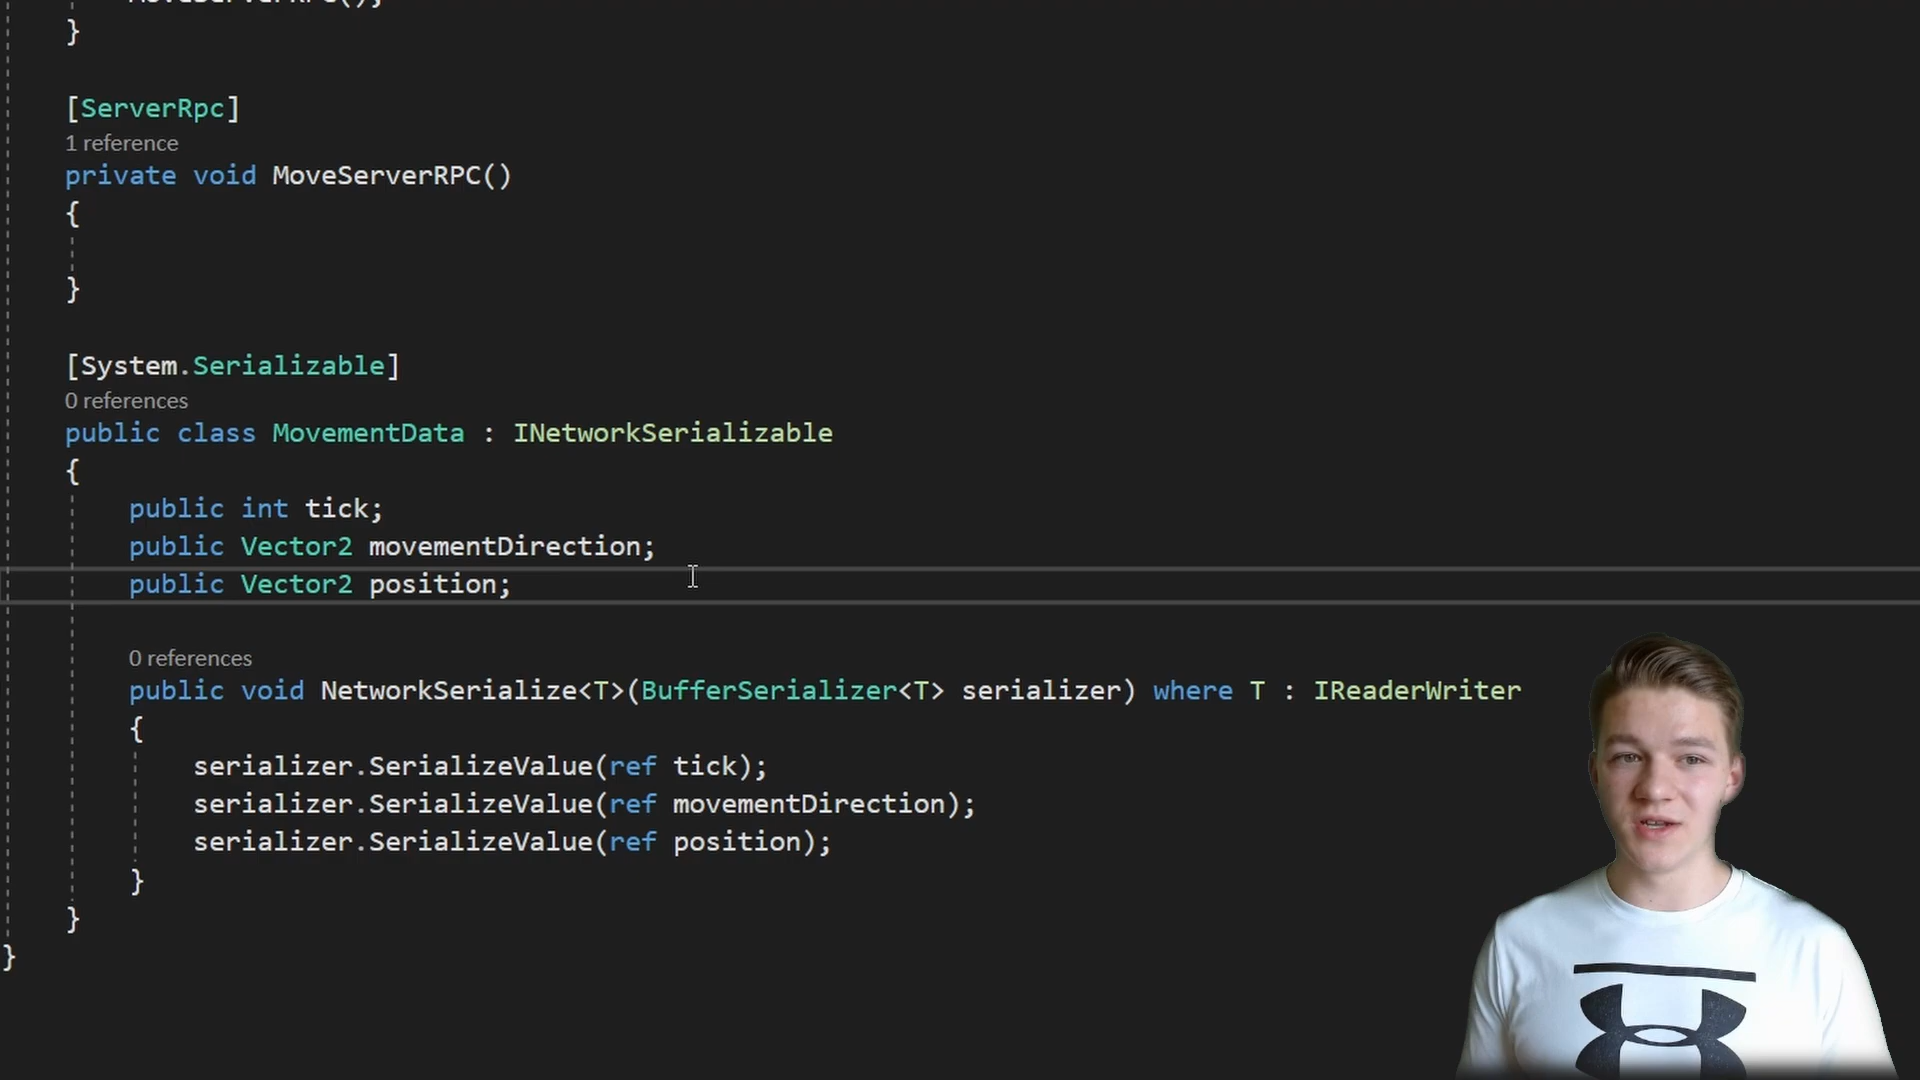 }
[ServerRpc]
1 reference
private void MoveServerRPC()
{
}
[System.Serializable]
0 references
public class MovementData : INetworkSerializable
{
public int tick;
public Vector2 movementDirection;
public Vector2 position;
0 references
public void NetworkSerialize<T>(BufferSerializer<T> serializer) where T : IReaderWriter
{
serializer.SerializeValue(ref tick);
serializer.SerializeValue(ref movementDirection);
serializer.SerializeValue(ref position);
}
}
}